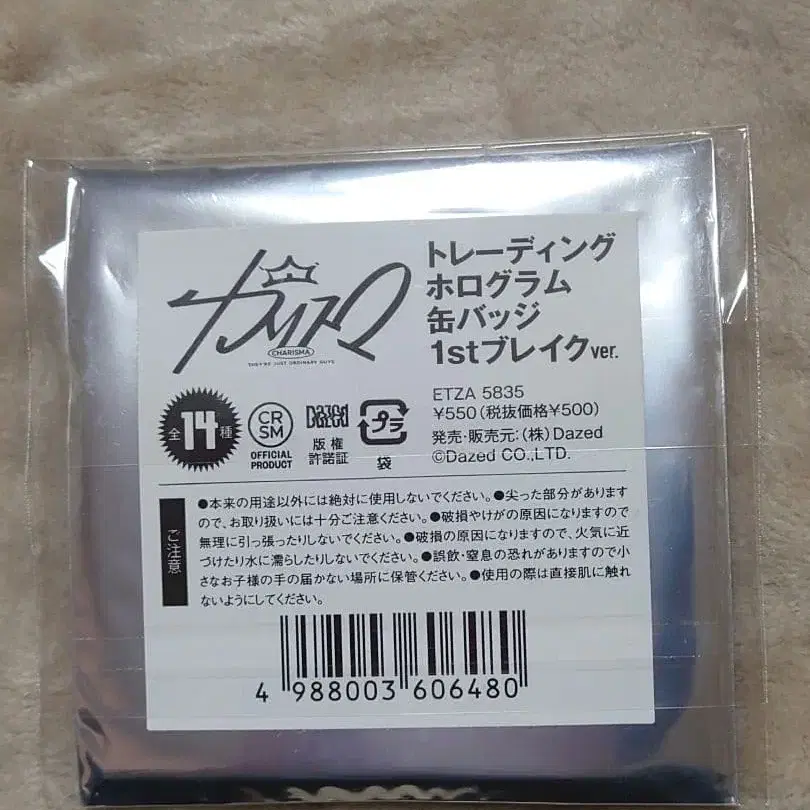 カリスマ
CHARISMA
THEY'RE JUST ORDINARY GUYS
トレーディング
ホログラム
缶バッジ
1stブレイクver.
全14種
CR
SM
OFFICIAL
PRODUCT
Dazed
版権
許諾証
プラ
袋
ETZA 5835
¥550(税抜価格¥500)
発売・販売元:(株)Dazed
©Dazed CO.,LTD.
ご注意
●本来の用途以外には絶対に使用しないでください。●尖った部分があります
ので、お取り扱いには十分ご注意ください。●破損やけがの原因になりますので
無理に引っ張ったりしないでください。●破損の原因になりますので、火気に近
づけたり水に濡らしたりしないでください。●誤飲・窒息の恐れがありますので小
さなお子様の手の届かない場所に保管ください。●使用の際は直接肌に触れ
ないようにしてください。
4 988003 606480